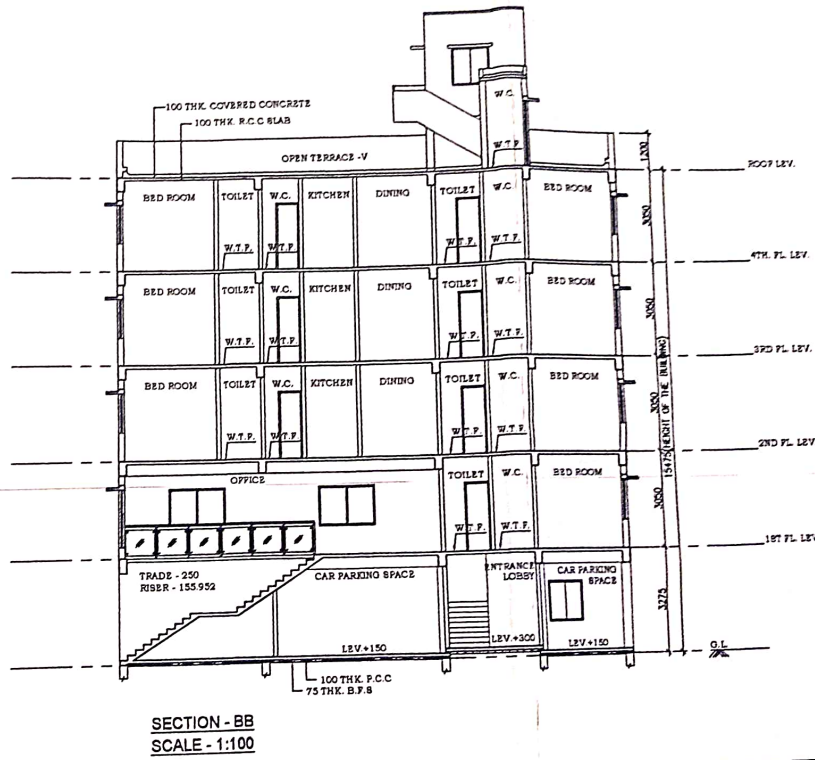 W.C.
100 THK. COVERED CONCRETE
100 THK. R.C.C SLAB
W.T.P
OPEN TERRACE -V
1200
ROOF LEV.
BED ROOM TOILET W.C. KITCHEN DINING TOILET W.C. BED ROOM
3050
W.T.P. W.T.P. W.T.P. W.T.P.
4TH. FL. LEV.
BED ROOM TOILET W.C. KITCHEN DINING TOILET W.C. BED ROOM
3050
W.T.P. W.T.P. W.T.P. W.T.P.
3RD FL. LEV.
BED ROOM TOILET W.C. KITCHEN DINING TOILET W.C. BED ROOM
3050
15475(HEIGHT OF THE BUILDING)
W.T.P. W.T.P. W.T.P. W.T.P.
2ND FL. LEV
OFFICE TOILET W.C. BED ROOM
3050
W.T.P. W.T.P.
1ST FL. LEV
TRADE - 250
RISER - 155.952
CAR PARKING SPACE
ENTRANCE
LOBBY
CAR PARKING
SPACE
3275
LEV.+150 LEV.+300 LEV.+150
G.L.
100 THK. P.C.C
75 THK. B.F.S
SECTION - BB
SCALE - 1:100